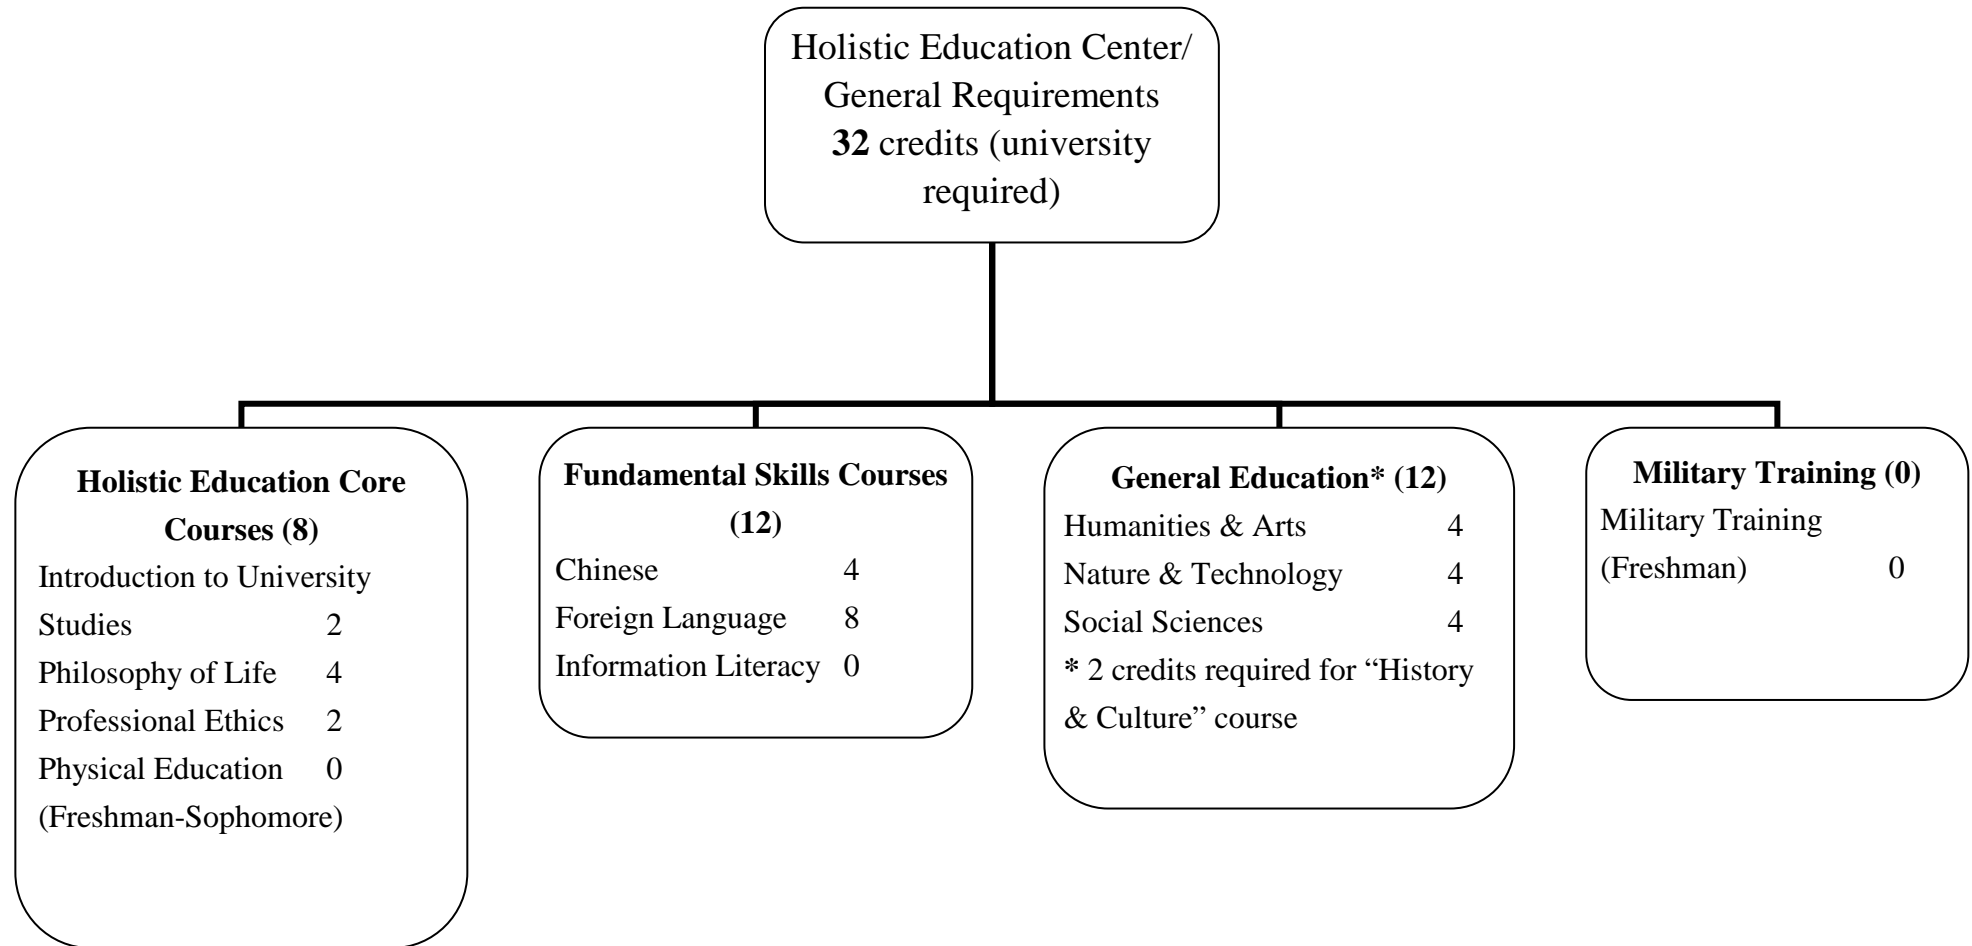 Holistic Education Center/
General Requirements
32 credits (university
required)
Holistic Education Core
Courses (8)
Introduction to University
Studies 2
Philosophy of Life 4
Professional Ethics 2
Physical Education 0
(Freshman-Sophomore)
Fundamental Skills Courses
(12)
Chinese 4
Foreign Language 8
Information Literacy 0
General Education* (12)
Humanities & Arts 4
Nature & Technology 4
Social Sciences 4
* 2 credits required for “History
& Culture” course
Military Training (0)
Military Training
(Freshman) 0